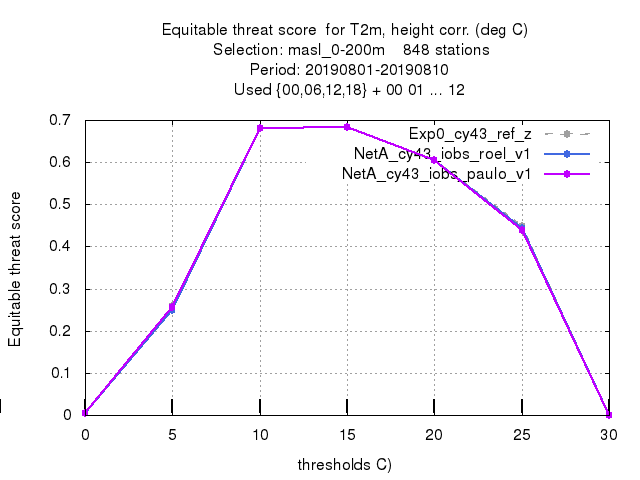 Equitable threat score  for T2m, height corr. (deg C)
Selection: masl_0-200m    848 stations
Period: 20190801-20190810
Used {00,06,12,18} + 00 01 ... 12
Equitable threat score
0.7
0.6
0.5
0.4
0.3
0.2
0.1
0
Exp0_cy43_ref_z
NetA_cy43_iobs_roel_v1
NetA_cy43_iobs_paulo_v1
0 5 10 15 20 25 30
thresholds C)